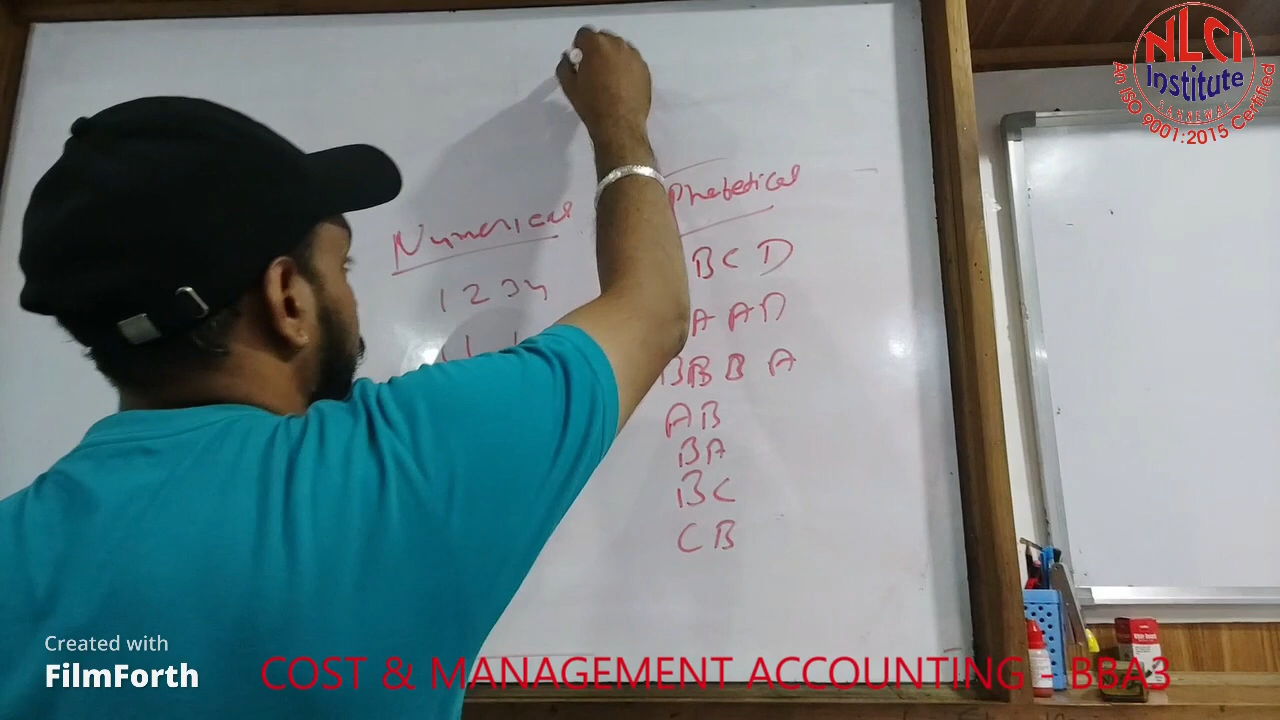 NLCI
Institute
SAHNEWAL
An ISO 9001:2015 Certified
Numerical
Phabetical
1 2 3 4
B C D
A A D
B B B A
A B
B A
B C
C B
Created with
FilmForth
COST & MANAGEMENT ACCOUNTING - BBA3